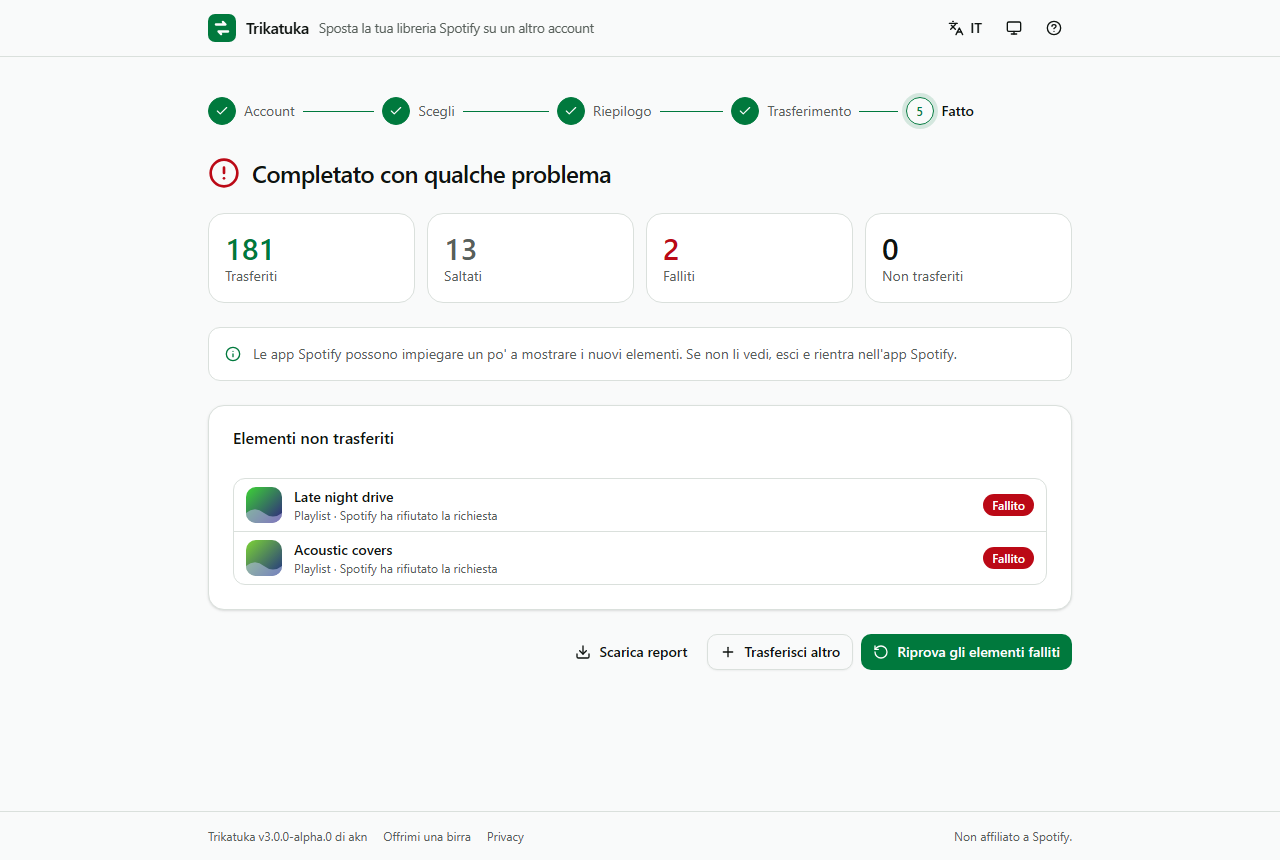 Trikatuka Sposta la tua libreria Spotify su un altro account IT
Account Scegli Riepilogo Trasferimento 5 Fatto
Completato con qualche problema
181 13 2 0
Trasferiti Saltati Falliti Non trasferiti
Le app Spotify possono impiegare un po' a mostrare i nuovi elementi. Se non li vedi, esci e rientra nell'app Spotify.
Elementi non trasferiti
Late night drive
Playlist · Spotify ha rifiutato la richiesta
Fallito
Acoustic covers
Playlist · Spotify ha rifiutato la richiesta
Fallito
Scarica report Trasferisci altro Riprova gli elementi falliti
Trikatuka v3.0.0-alpha.0 di akn Offrimi una birra Privacy Non affiliato a Spotify.